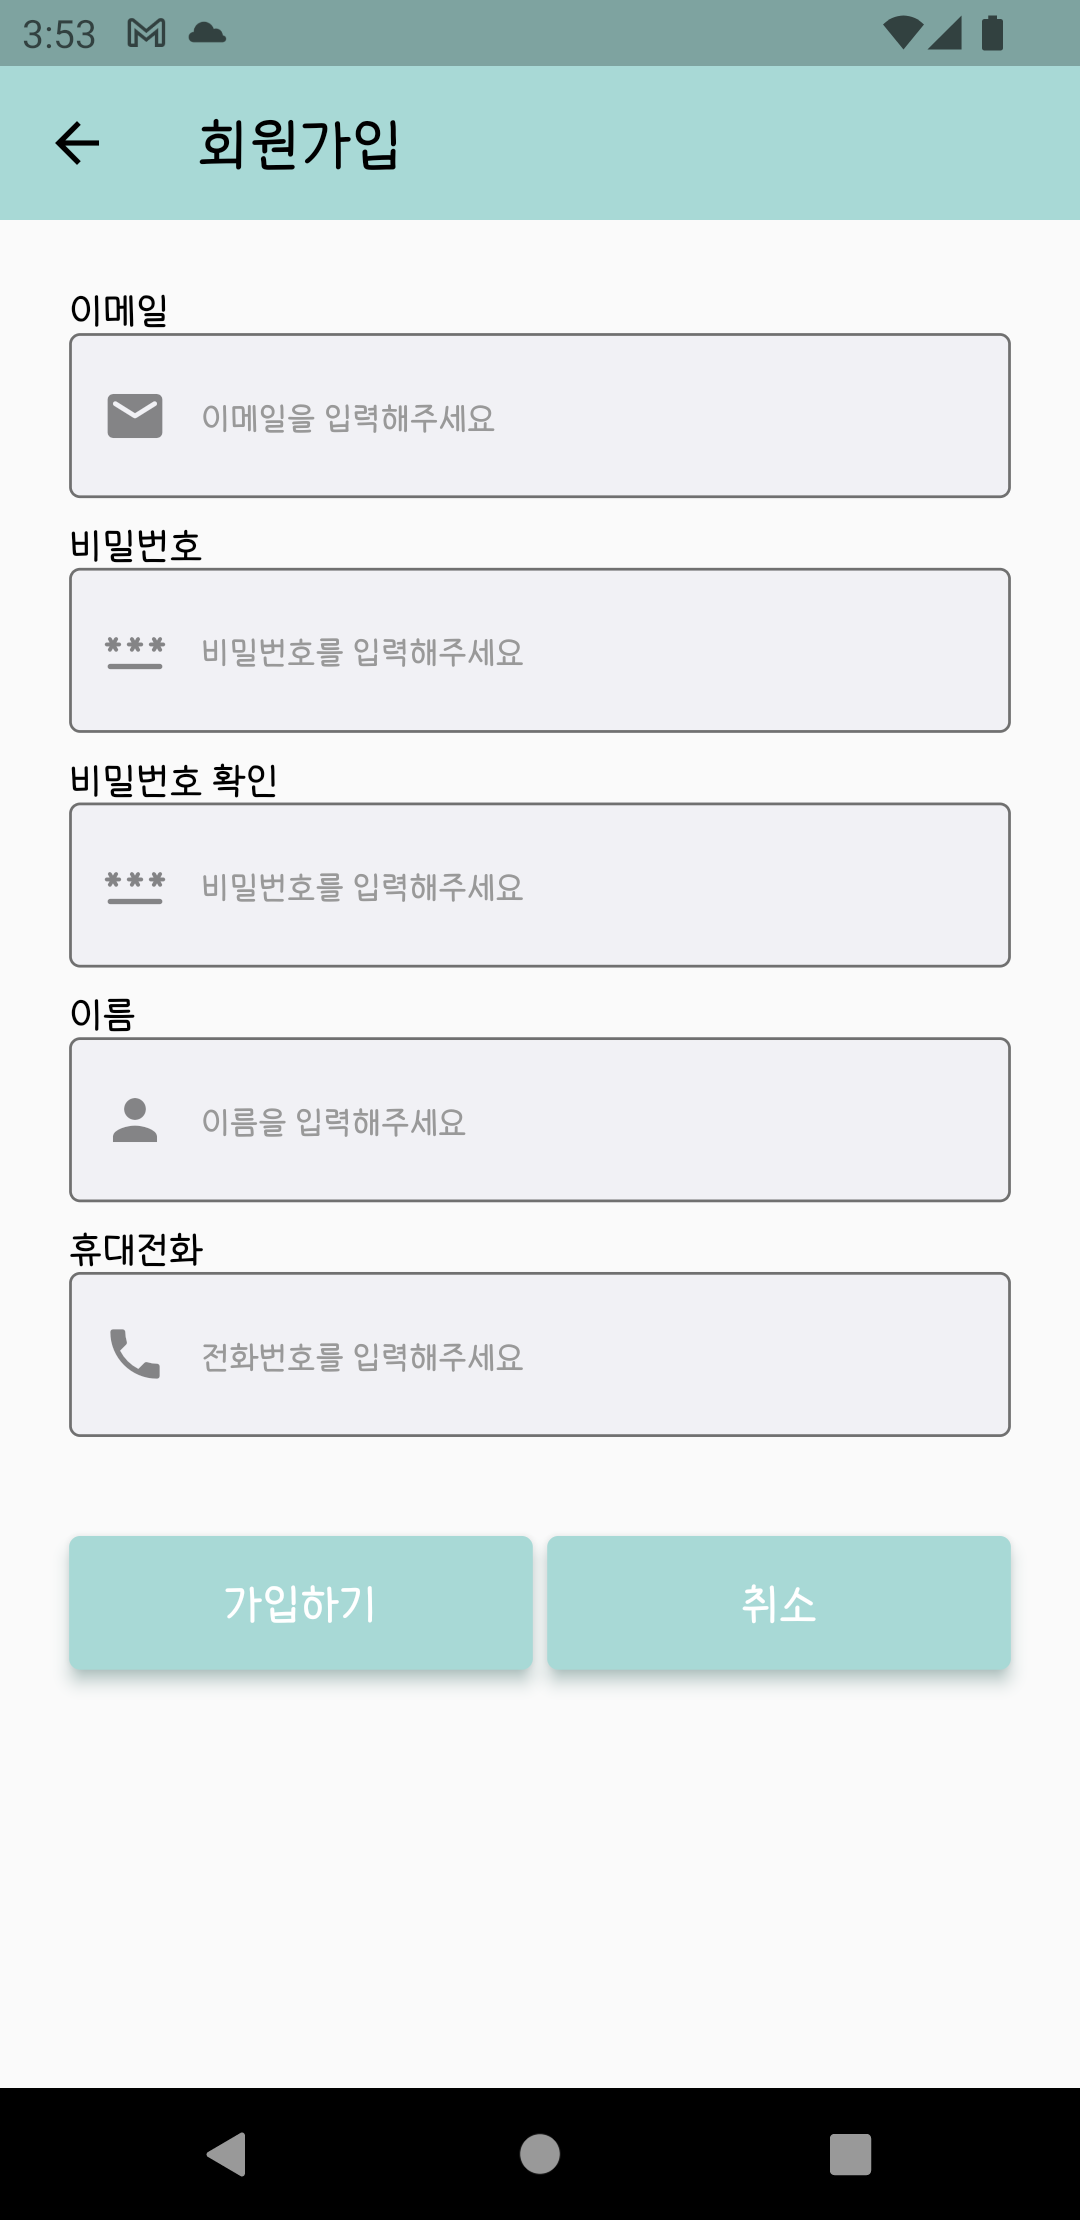 3:53
회원가입
이메일
이메일을 입력해주세요
비밀번호
비밀번호를 입력해주세요
비밀번호 확인
비밀번호를 입력해주세요
이름
이름을 입력해주세요
휴대전화
전화번호를 입력해주세요
가입하기 취소